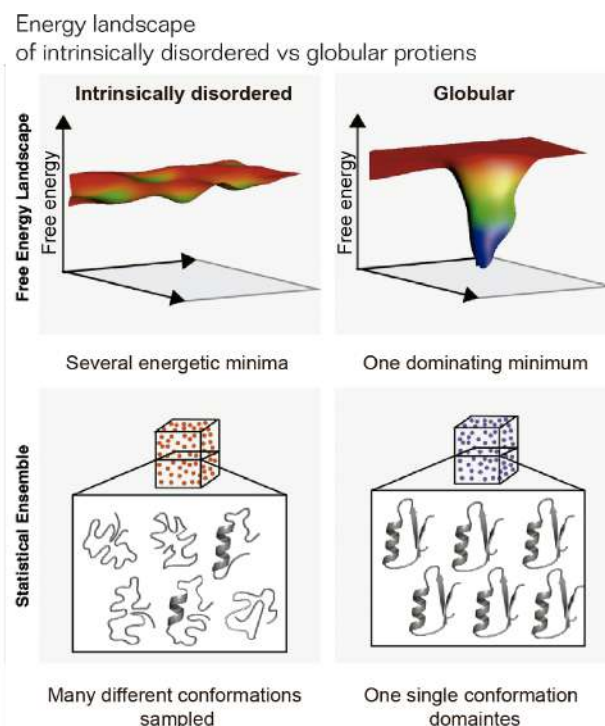 Energy landscape
of intrinsically disordered vs globular protiens
Intrinsically disordered
Globular
Free Energy Landscape
Free energy
Free energy
Several energetic minima
One dominating minimum
Statistical Ensemble
Many different conformations
sampled
One single conformation
domaintes